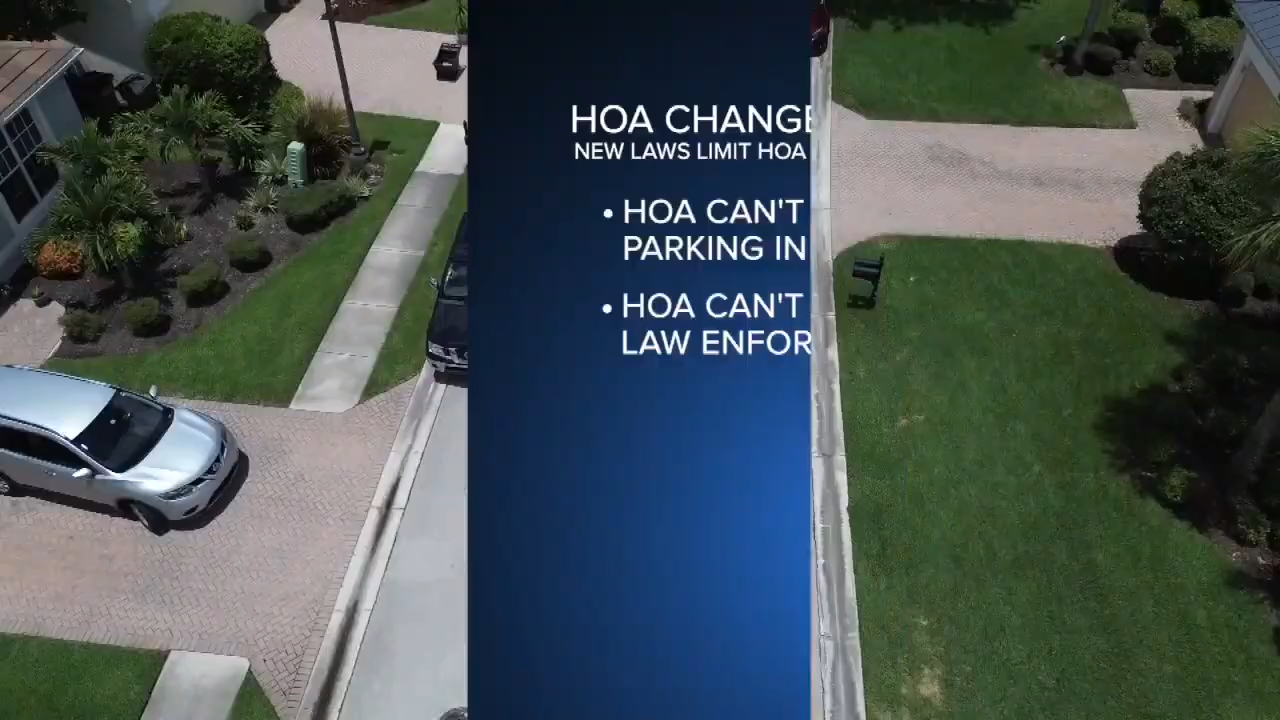 HOA CHANGE
NEW LAWS LIMIT HOA
• HOA CAN'T
PARKING IN
• HOA CAN'T
LAW ENFOR